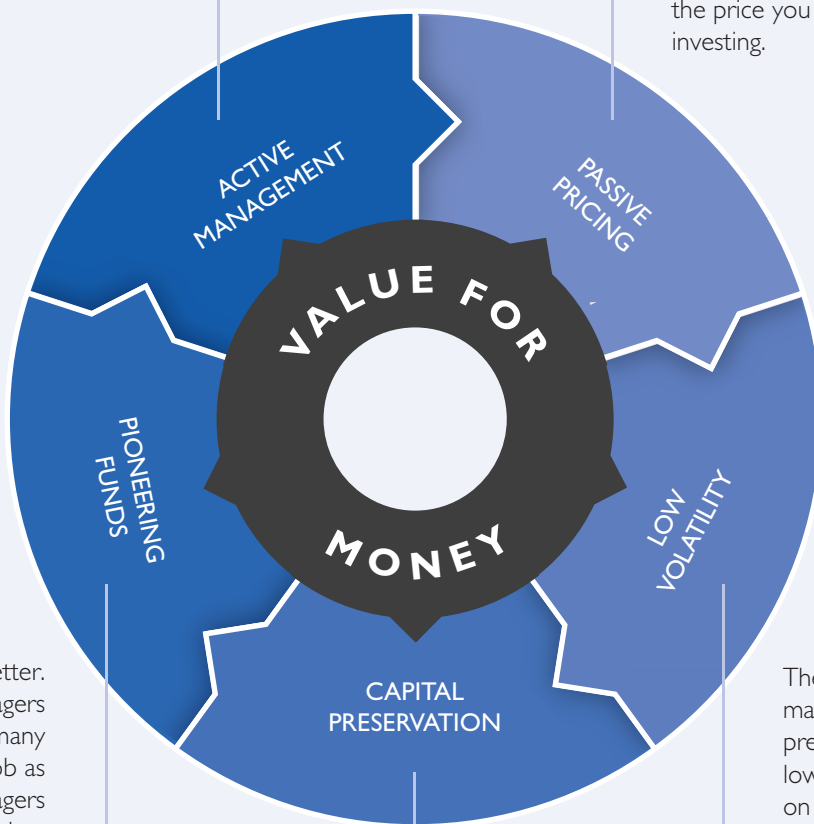 the price you
investing.
ACTIVE
MANAGEMENT
PASSIVE
PRICING
VALUE FOR
MONEY
PIONEERING
FUNDS
LOW
VOLATILITY
CAPITAL
PRESERVATION
etter.
agers
many
ob as
agers
The
ma
pre
low
on